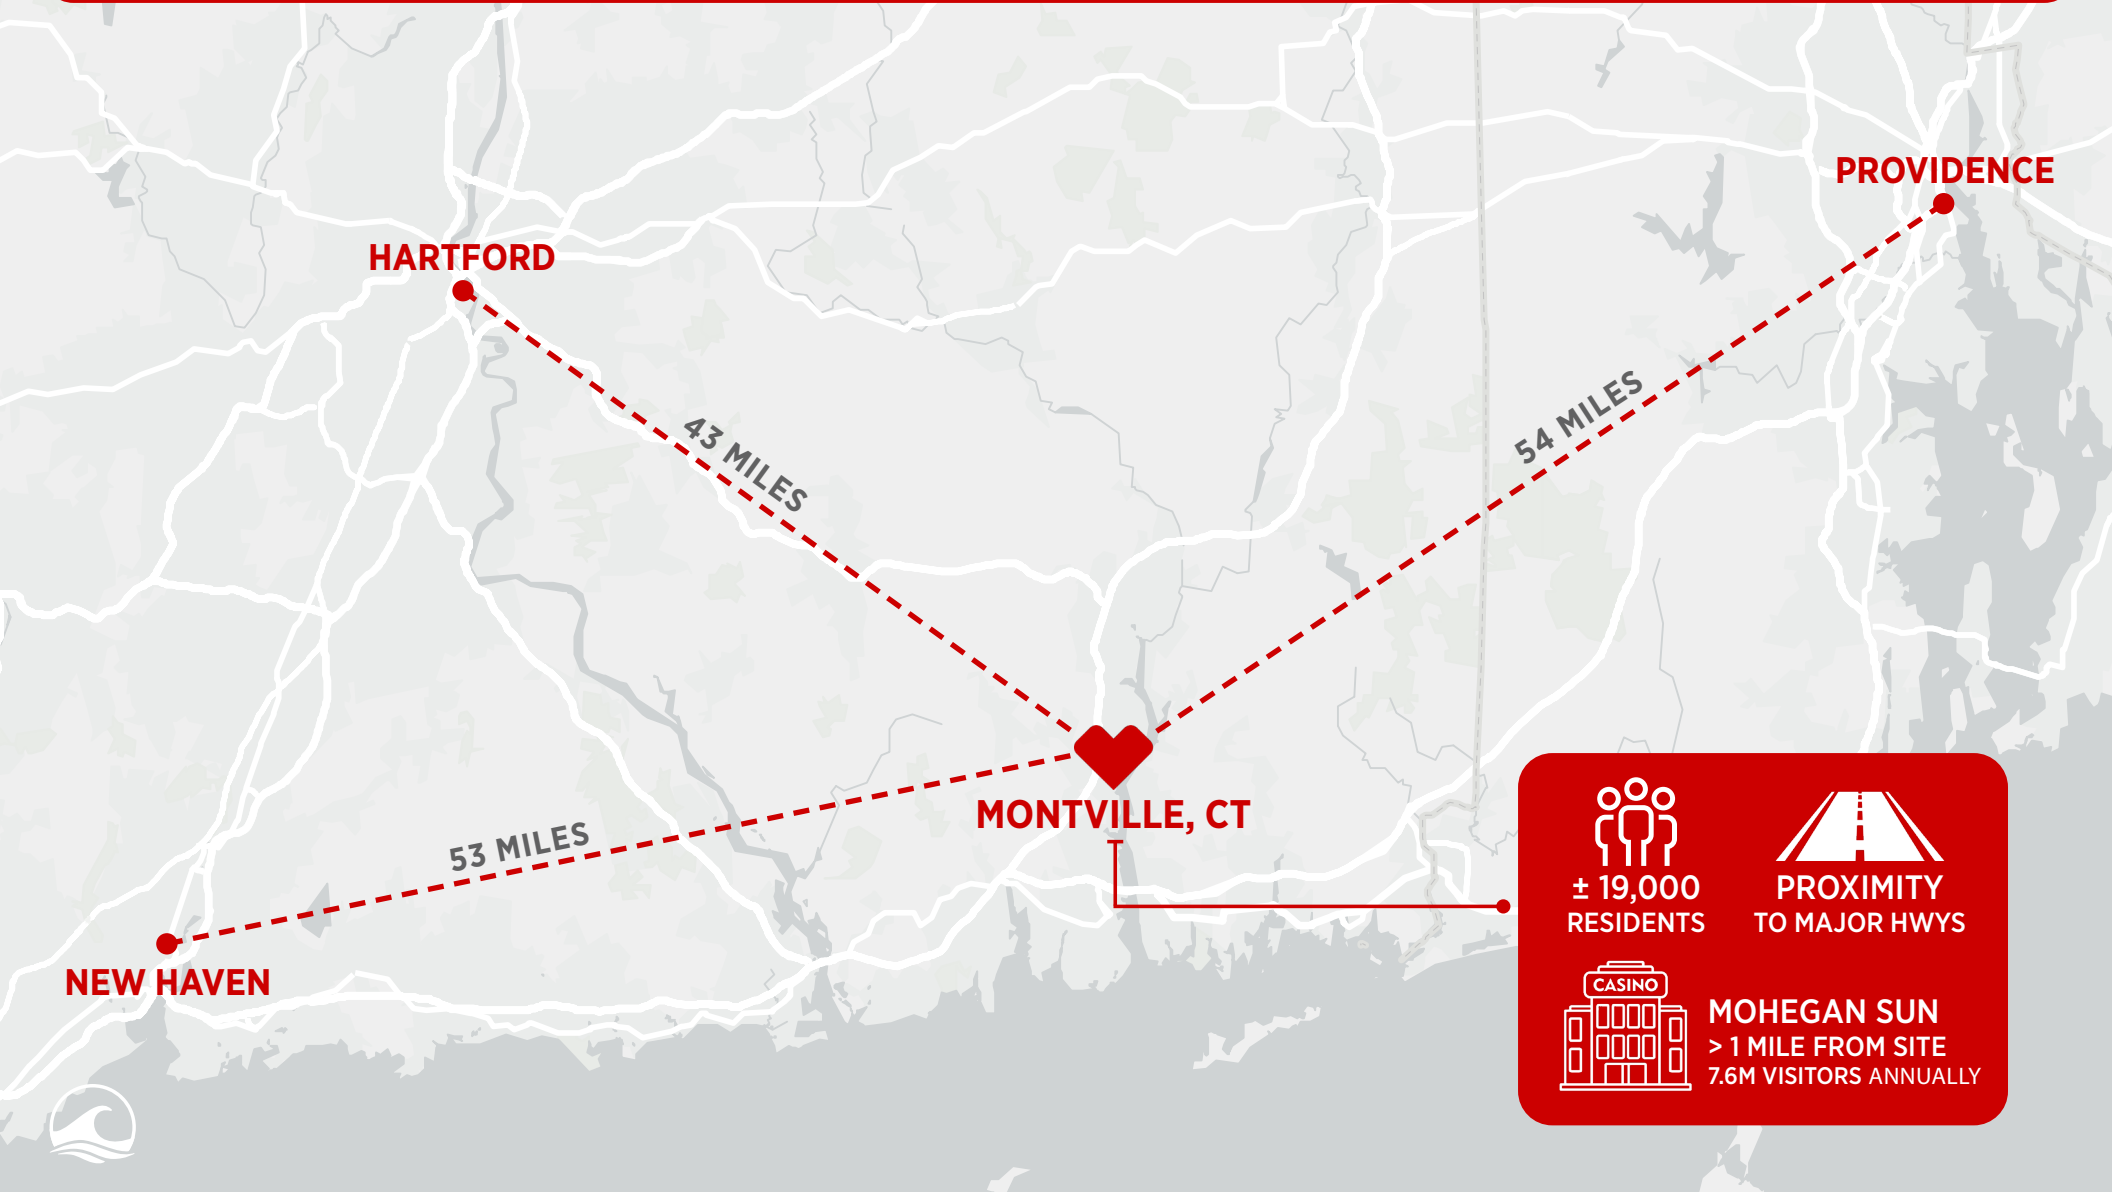 PROVIDENCE
HARTFORD
43 MILES
54 MILES
MONTVILLE, CT
53 MILES
NEW HAVEN
± 19,000
RESIDENTS
PROXIMITY
TO MAJOR HWYS
CASINO
MOHEGAN SUN
> 1 MILE FROM SITE
7.6M VISITORS ANNUALLY